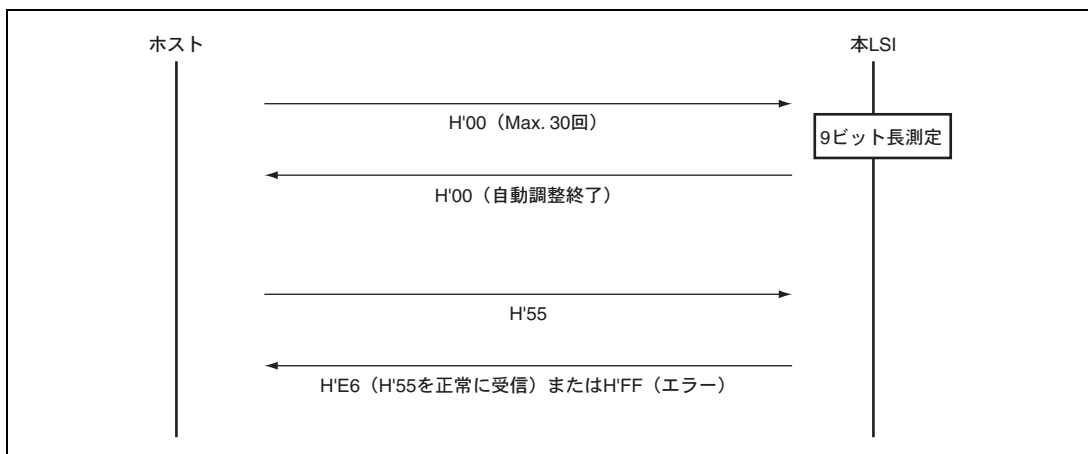 ホスト
本LSI
H'00（Max. 30回）
9ビット長測定
H'00（自動調整終了）
H'55
H'E6（H'55を正常に受信）またはH'FF（エラー）